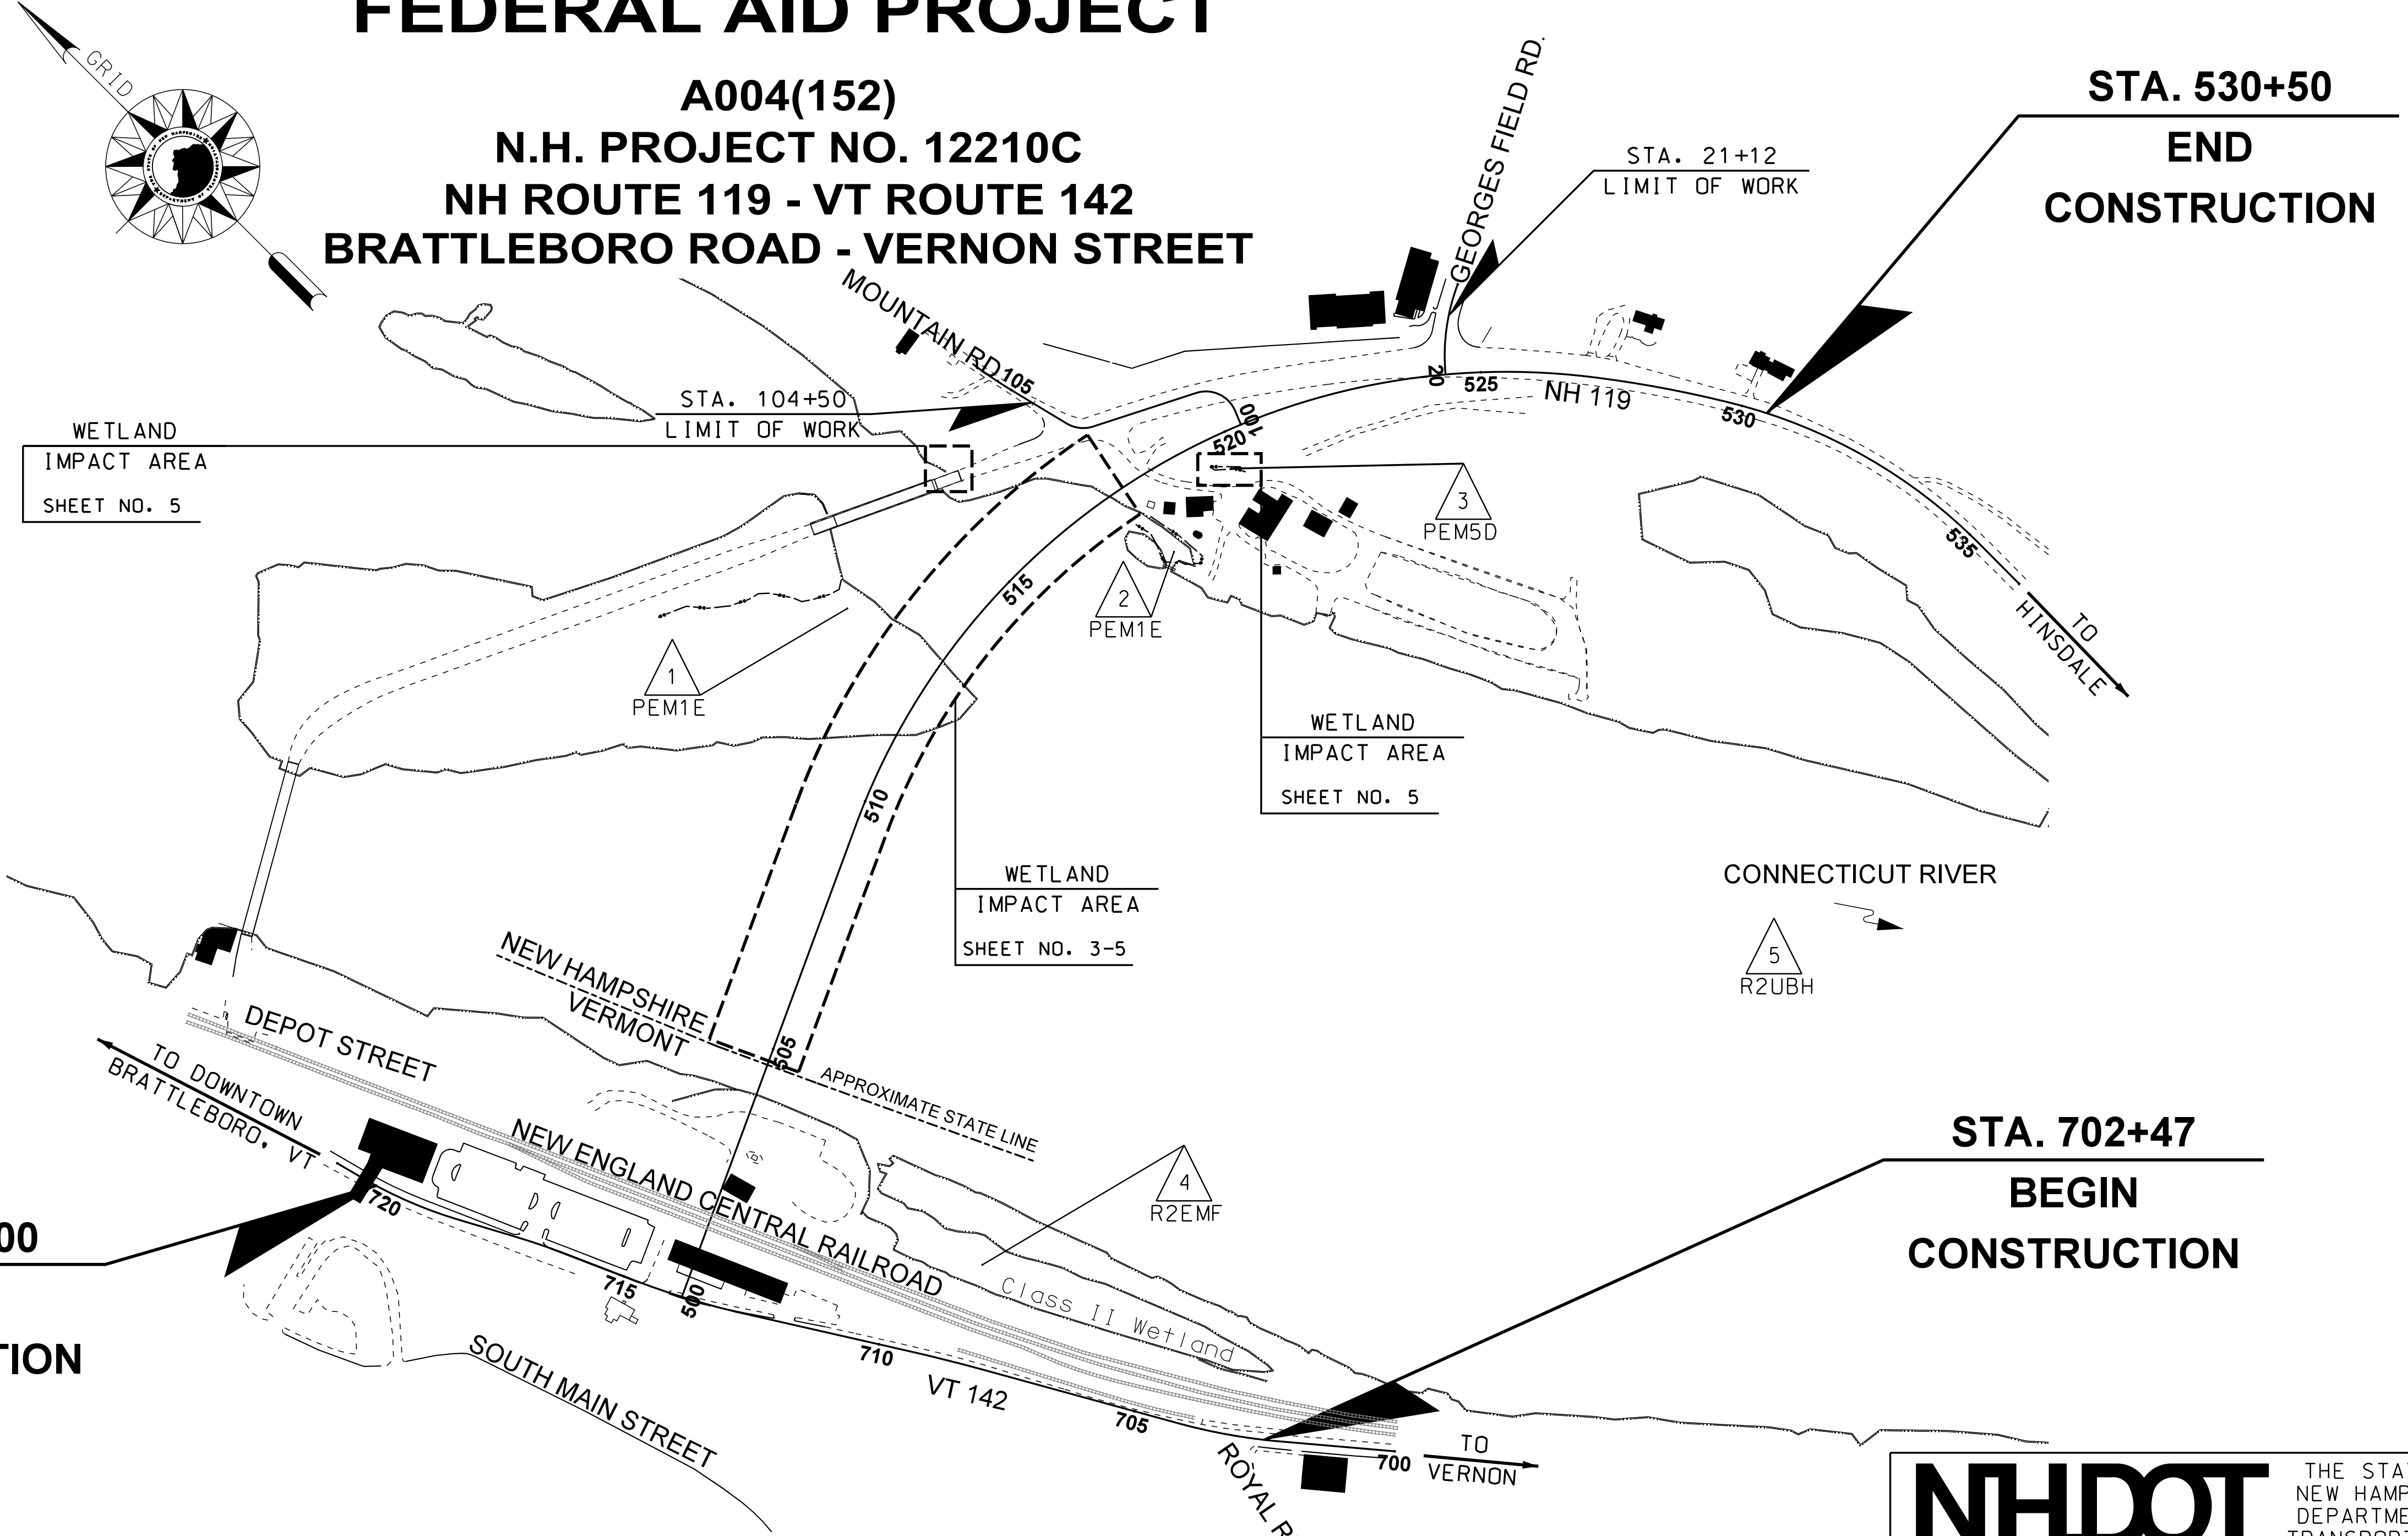 FEDERAL AID PROJECT
A004(152)
N.H. PROJECT NO. 12210C
NH ROUTE 119 - VT ROUTE 142
BRATTLEBORO ROAD - VERNON STREET
GRID
STA. 530+50
END
CONSTRUCTION
GEORGES FIELD RD.
STA. 21+12
LIMIT OF WORK
MOUNTAIN RD
105
STA. 104+50
LIMIT OF WORK
WETLAND
IMPACT AREA
SHEET NO. 5
100
520
20
525
NH 119
530
535
TO
HINSDALE
3
PEM5D
2
PEM1E
515
1
PEM1E
WETLAND
IMPACT AREA
SHEET NO. 5
510
WETLAND
IMPACT AREA
SHEET NO. 3-5
CONNECTICUT RIVER
5
R2UBH
NEW HAMPSHIRE
VERMONT
505
APPROXIMATE STATE LINE
DEPOT STREET
TO DOWNTOWN
BRATTLEBORO, VT
NEW ENGLAND CENTRAL RAILROAD
4
R2EMF
Class II Wetland
STA. 702+47
BEGIN
CONSTRUCTION
00
TION
720
715
500
710
VT 142
705
700
SOUTH MAIN STREET
ROYAL R
TO
VERNON
NHDOT
THE STA
NEW HAMP
DEPARTME